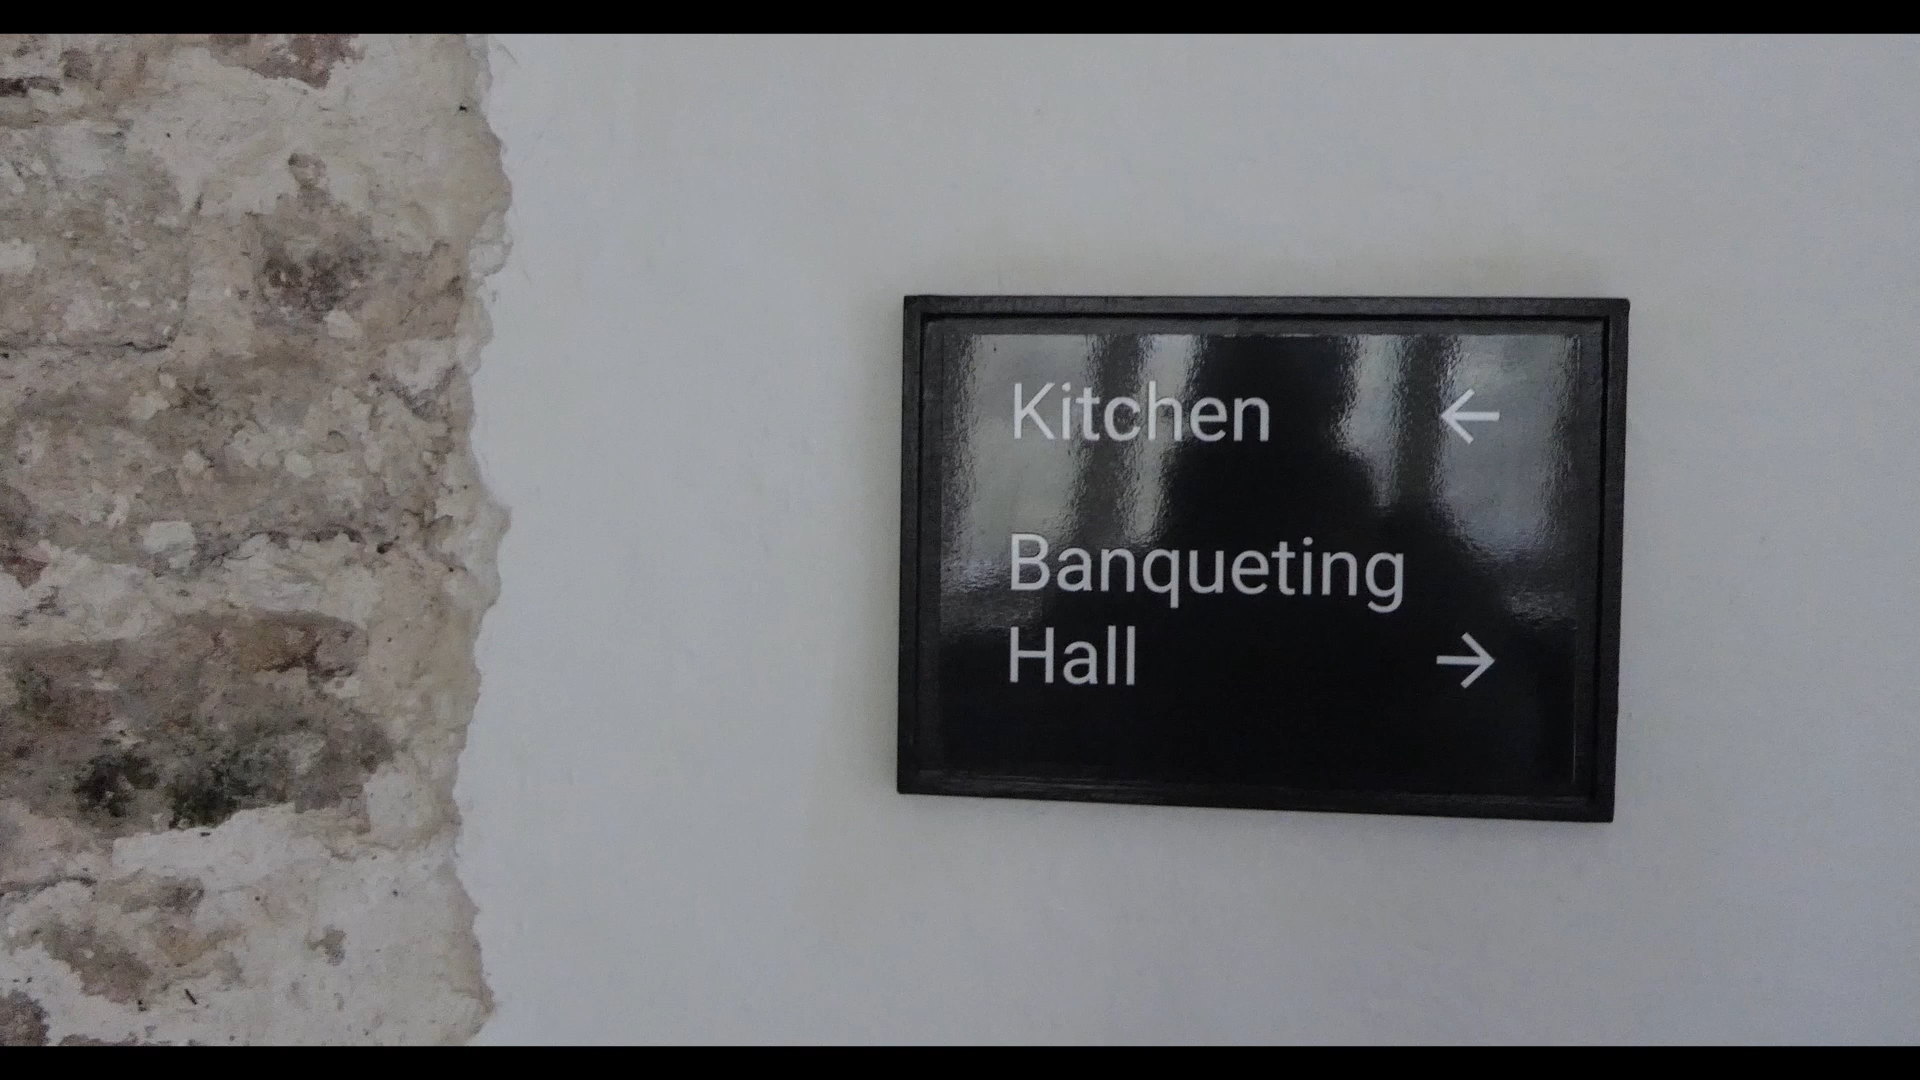 Kitchen ←
Banqueting
Hall →